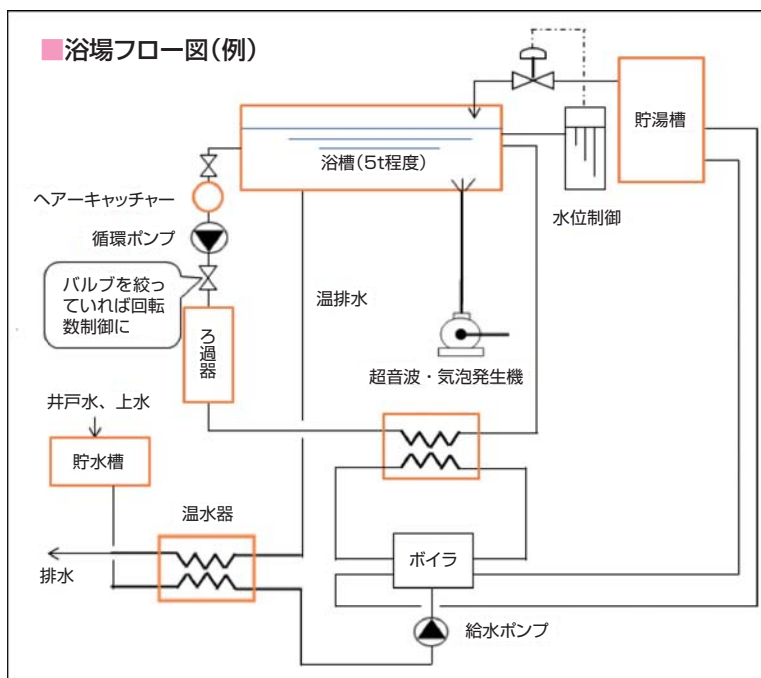 ■浴場フロー図（例）
貯湯槽
浴槽（5t程度）
水位制御
ヘアーキャッチャー
循環ポンプ
バルブを絞っ
ていれば回転
数制御に
温排水
ろ過器
超音波・気泡発生機
井戸水、上水
貯水槽
温水器
ボイラ
排水
給水ポンプ